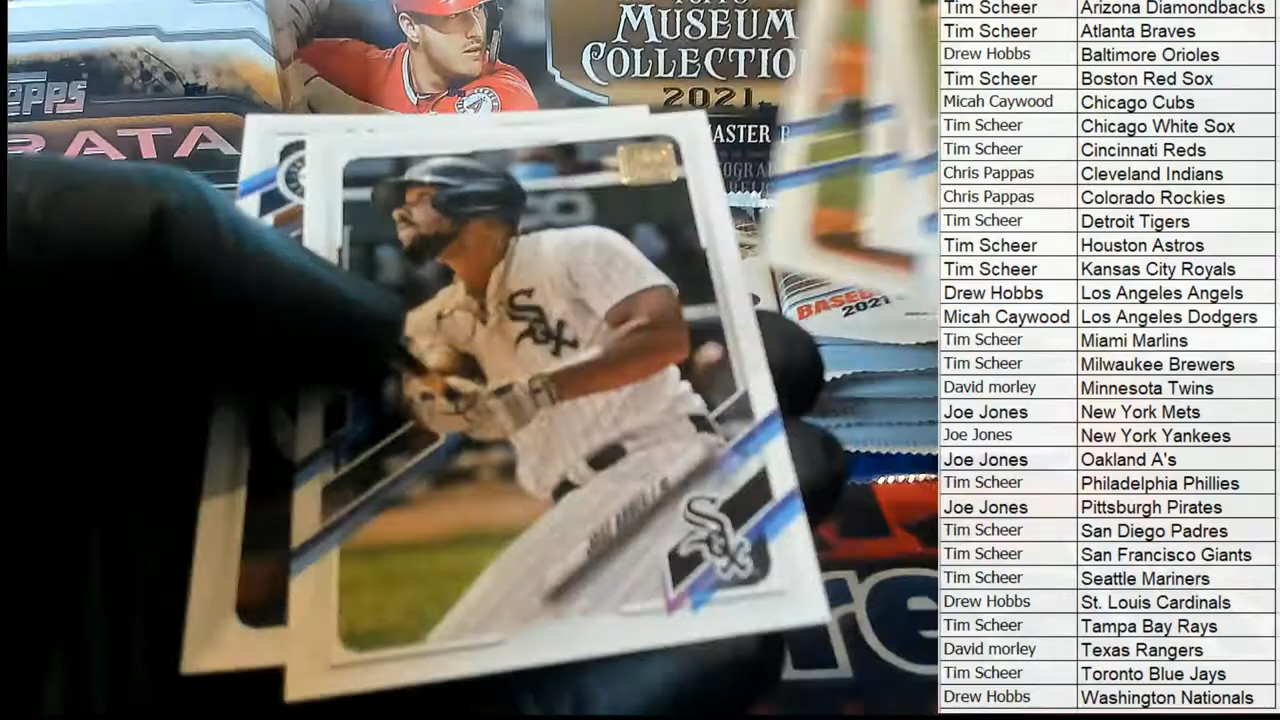 TOPPS
MUSEUM
COLLECTIO
2021
MASTER B
EPPS
RATA
BASEB
2021
Sox
Sox
re
Tim Scheer Arizona Diamondbacks
Tim Scheer Atlanta Braves
Drew Hobbs Baltimore Orioles
Tim Scheer Boston Red Sox
Micah Caywood Chicago Cubs
Tim Scheer Chicago White Sox
Tim Scheer Cincinnati Reds
Chris Pappas Cleveland Indians
Chris Pappas Colorado Rockies
Tim Scheer Detroit Tigers
Tim Scheer Houston Astros
Tim Scheer Kansas City Royals
Drew Hobbs Los Angeles Angels
Micah Caywood Los Angeles Dodgers
Tim Scheer Miami Marlins
Tim Scheer Milwaukee Brewers
David morley Minnesota Twins
Joe Jones New York Mets
Joe Jones New York Yankees
Joe Jones Oakland A's
Tim Scheer Philadelphia Phillies
Joe Jones Pittsburgh Pirates
Tim Scheer San Diego Padres
Tim Scheer San Francisco Giants
Tim Scheer Seattle Mariners
Drew Hobbs St. Louis Cardinals
Tim Scheer Tampa Bay Rays
David morley Texas Rangers
Tim Scheer Toronto Blue Jays
Drew Hobbs Washington Nationals